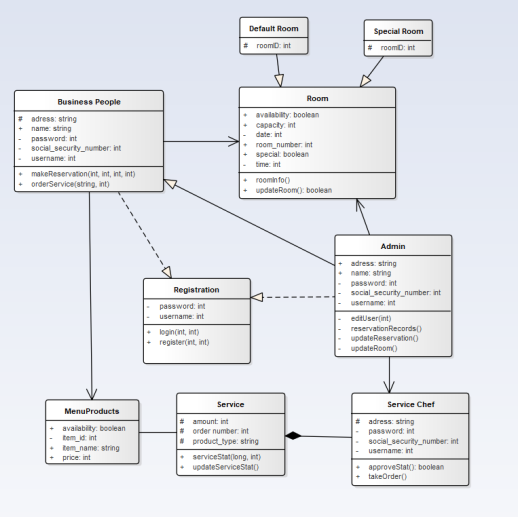 Default Room
# roomID: int
Special Room
# roomID: int
Business People
# adress: string
+ name: string
- password: int
- social_security_number: int
- username: int
+ makeReservation(int, int, int, int)
+ orderService(string, int)
Room
+ availability: boolean
+ capacity: int
- date: int
+ room_number: int
+ special: boolean
- time: int
+ roomInfo()
+ updateRoom(): boolean
Admin
+ adress: string
+ name: string
- password: int
- social_security_number: int
- username: int
- editUser(int)
- reservationRecords()
- updateReservation()
- updateRoom()
Registration
- password: int
- username: int
+ login(int, int)
+ register(int, int)
MenuProducts
+ availability: boolean
- item_id: int
+ item_name: string
+ price: int
Service
# amount: int
# order number: int
# product_type: string
+ serviceStat(long, int)
+ updateServiceStat()
Service Chef
# adress: string
- password: int
- social_security_number: int
- username: int
+ approveStat(): boolean
+ takeOrder()